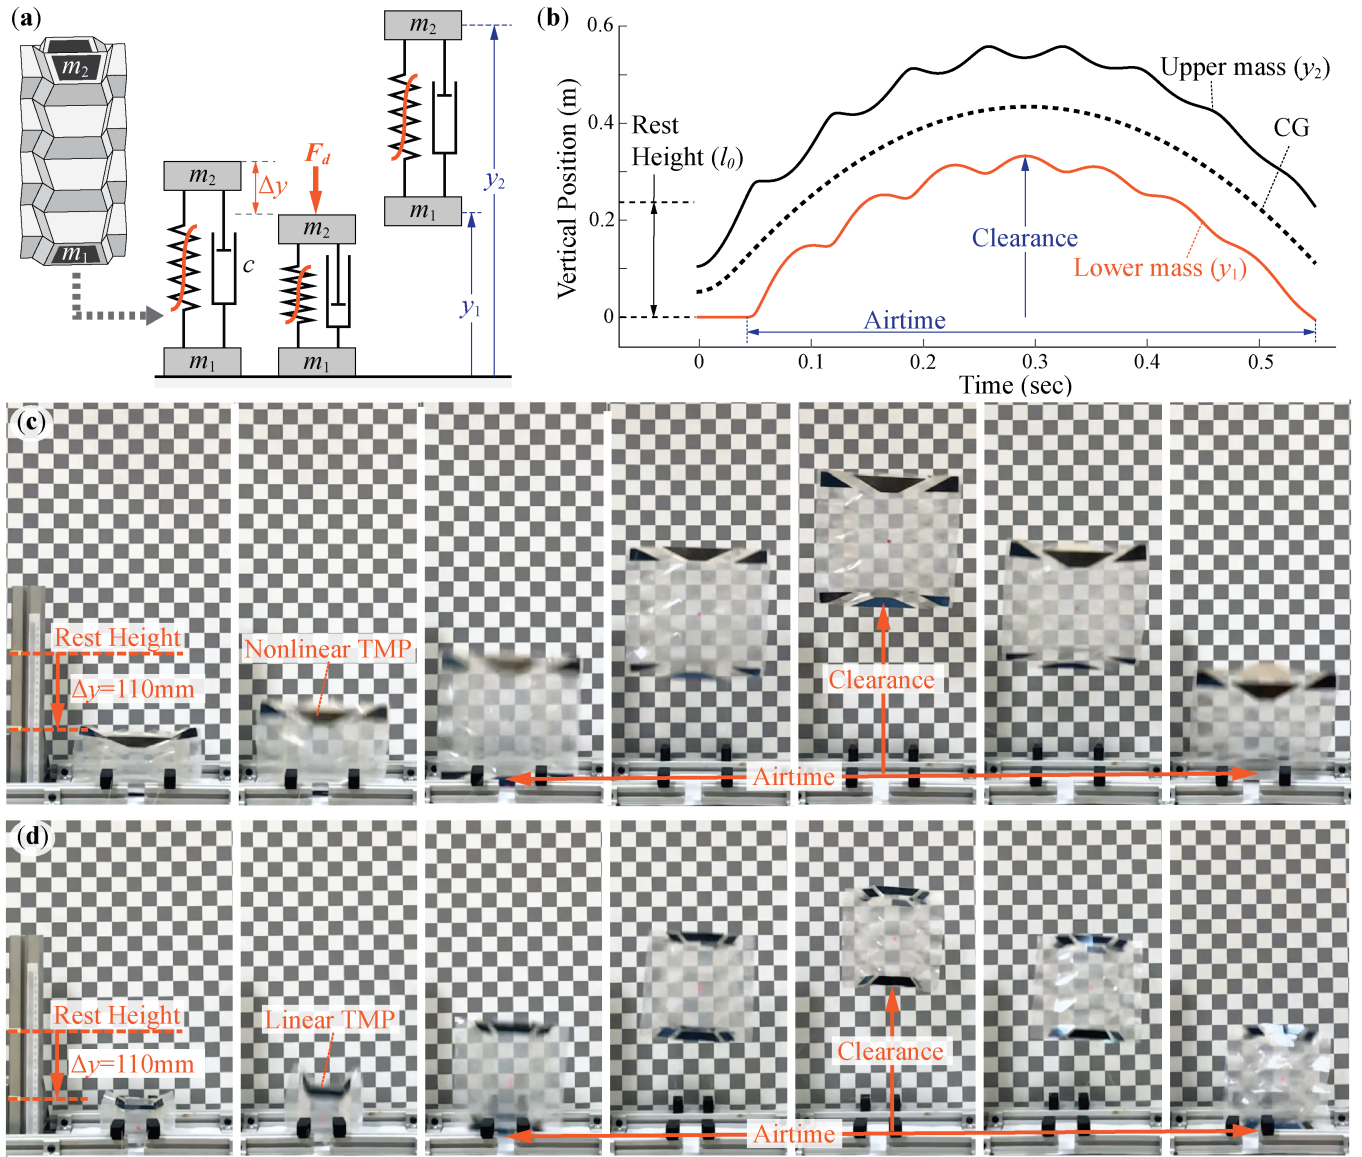 (a)
m2
m1
m2
m1
Δy
c
Fd
m2
m1
m2
m1
y1
y2
(b)
0.6
0.4
0.2
0
Vertical Position (m)
Rest
Height (l0)
Upper mass (y2)
CG
Clearance
Lower mass (y1)
Airtime
0
0.1
0.2
0.3
0.4
0.5
Time (sec)
(c)
Rest Height
Δy=110mm
Nonlinear TMP
Clearance
Airtime
(d)
Rest Height
Δy=110mm
Linear TMP
Clearance
Airtime